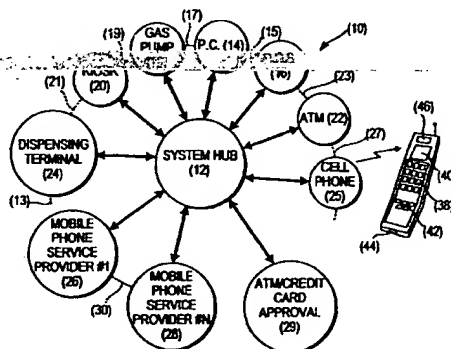 (17)
GAS
PUMP
(19)
P.C. (14)
(15)
(10)
(21)
KIOSK
(20)
(16)
(23)
ATM (22)
(46)
DISPENSING
TERMINAL
(24)
SYSTEM HUB
(12)
(27)
CELL
PHONE
(25)
(40)
(38)
(42)
(44)
(13)
MOBILE
PHONE SERVICE
PROVIDER #1
(26)
(30)
MOBILE
PHONE
SERVICE
PROVIDER #N
(28)
ATM/CREDIT
CARD
APPROVAL
(29)